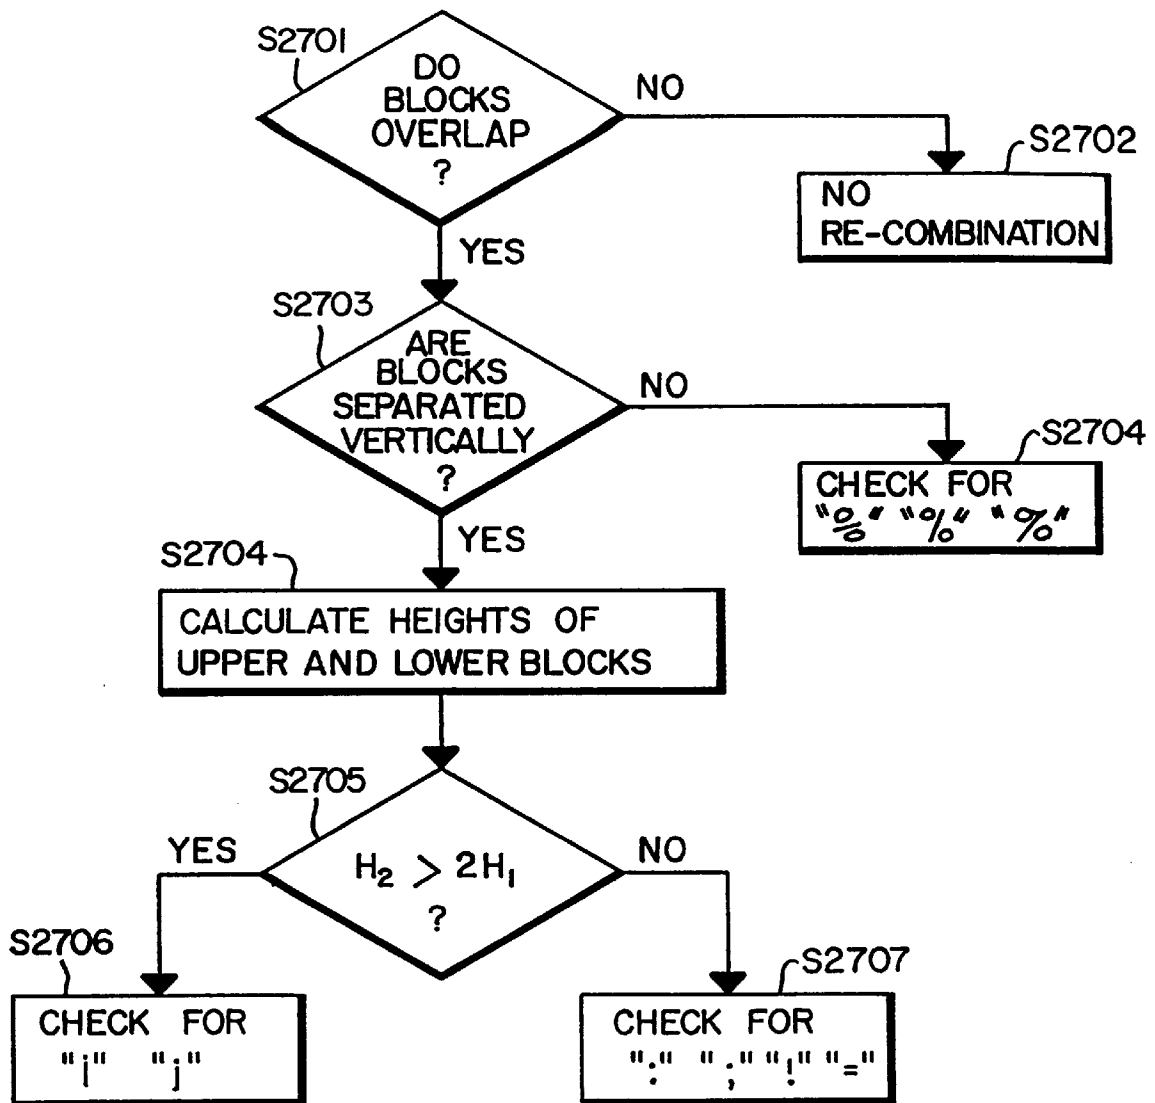 S2701
DO
BLOCKS
OVERLAP
?
NO
S2702
NO
RE-COMBINATION
YES
S2703
ARE
BLOCKS
SEPARATED
VERTICALLY
?
NO
S2704
CHECK FOR
"%" "%" "%"
YES
S2704
CALCULATE HEIGHTS OF
UPPER AND LOWER BLOCKS
S2705
H₂ > 2H₁
?
YES
NO
S2706
CHECK FOR
"i" "j"
S2707
CHECK FOR
":" ";" "!" "="